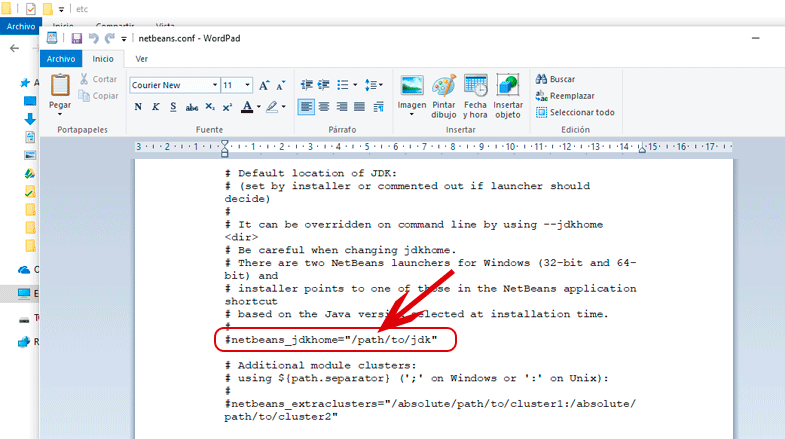 etc
Archivo Inicio Compartir Vista
netbeans.conf - WordPad
Archivo Inicio Ver
Pegar
Cortar
Copiar
Portapapeles
Courier New 11
N K S abc X₂ X² A
Fuente
Párrafo
Imagen
Pintar dibujo
Fecha y hora
Insertar objeto
Insertar
Buscar
Reemplazar
Seleccionar todo
Edición
3 2 1 1 2 3 4 5 6 7 8 9 10 11 12 13 14 15 16 17
# Default location of JDK:
# (set by installer or commented out if launcher should
decide)
#
# It can be overridden on command line by using --jdkhome
<dir>
# Be careful when changing jdkhome.
# There are two NetBeans launchers for Windows (32-bit and 64-
bit) and
# installer points to one of those in the NetBeans application
shortcut
# based on the Java version selected at installation time.
#
#netbeans_jdkhome="/path/to/jdk"
# Additional module clusters:
# using ${path.separator} (';' on Windows or ':' on Unix):
#
#netbeans_extraclusters="/absolute/path/to/cluster1:/absolute/
path/to/cluster2"